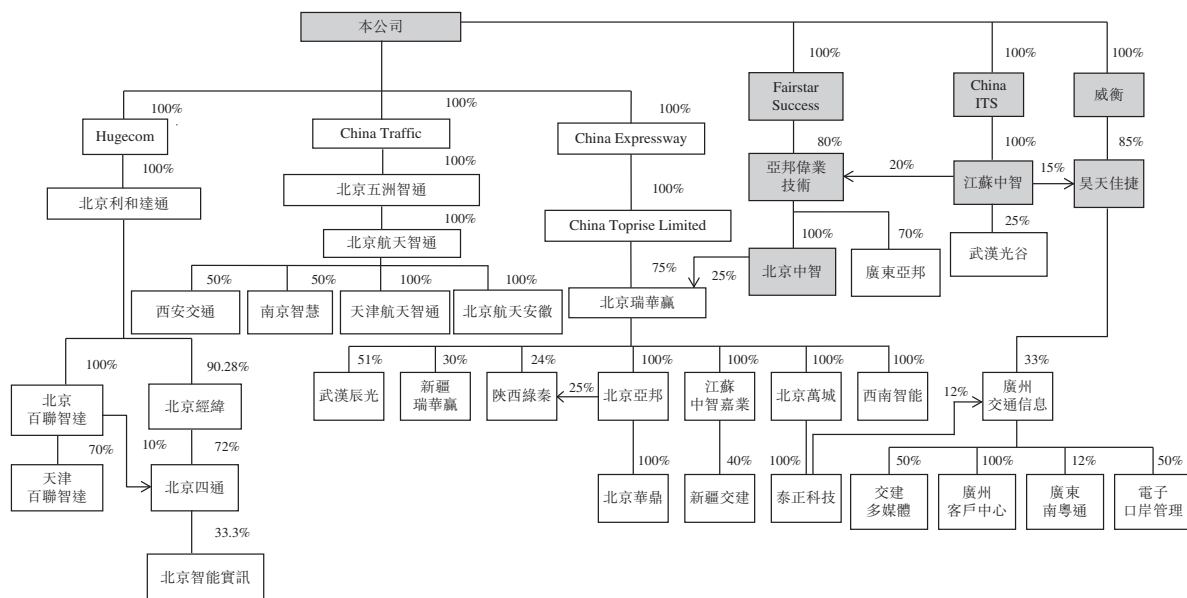 本公司
100%
100%
100%
Fairstar
Success
China
ITS
威衡
100%
100%
100%
Hugecom
China Traffic
China Expressway
80%
100%
85%
100%
100%
100%
亞邦偉業
技術
20%
江蘇中智
15%
昊天佳捷
北京利和達通
北京五洲智通
China Toprise Limited
100%
100%
70%
25%
北京航天智通
北京中智
廣東亞邦
武漢光谷
50%
50%
100%
100%
75%
25%
西安交通
南京智慧
天津航天智通
北京航天安徽
北京瑞華贏
100%
90.28%
51%
30%
24%
100%
100%
100%
100%
33%
北京
百聯智達
北京經緯
武漢辰光
新疆
瑞華贏
陝西綠秦
25%
北京亞邦
江蘇
中智嘉業
北京萬城
西南智能
12%
廣州
交通信息
70%
10%
72%
100%
40%
100%
50%
100%
12%
50%
天津
百聯智達
北京四通
北京華鼎
新疆交建
泰正科技
交建
多媒體
廣州
客戶中心
廣東
南粵通
電子
口岸管理
33.3%
北京智能實訊